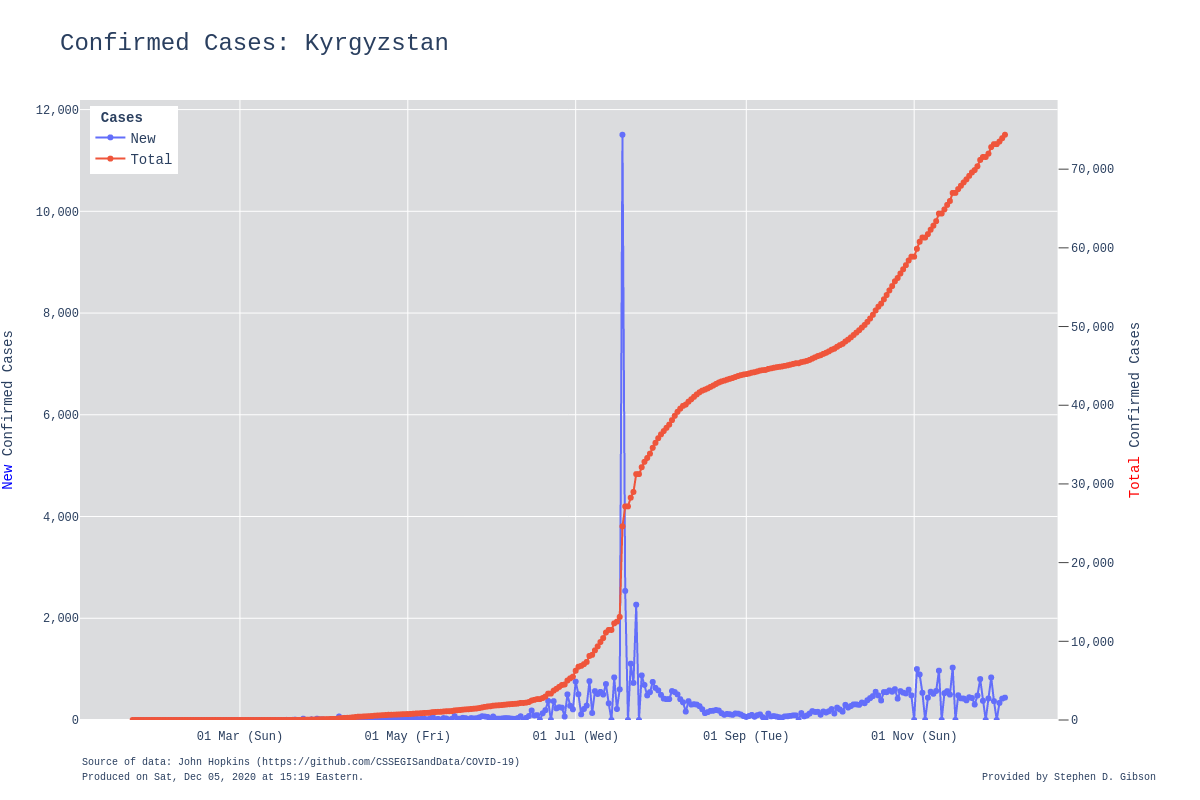 Confirmed Cases: Kyrgyzstan
Cases
New
Total
12,000
10,000
8,000
6,000
4,000
2,000
0
New Confirmed Cases
70,000
60,000
50,000
40,000
30,000
20,000
10,000
0
Total Confirmed Cases
01 Mar (Sun)
01 May (Fri)
01 Jul (Wed)
01 Sep (Tue)
01 Nov (Sun)
Source of data: John Hopkins (https://github.com/CSSEGISandData/COVID-19)
Produced on Sat, Dec 05, 2020 at 15:19 Eastern.
Provided by Stephen D. Gibson